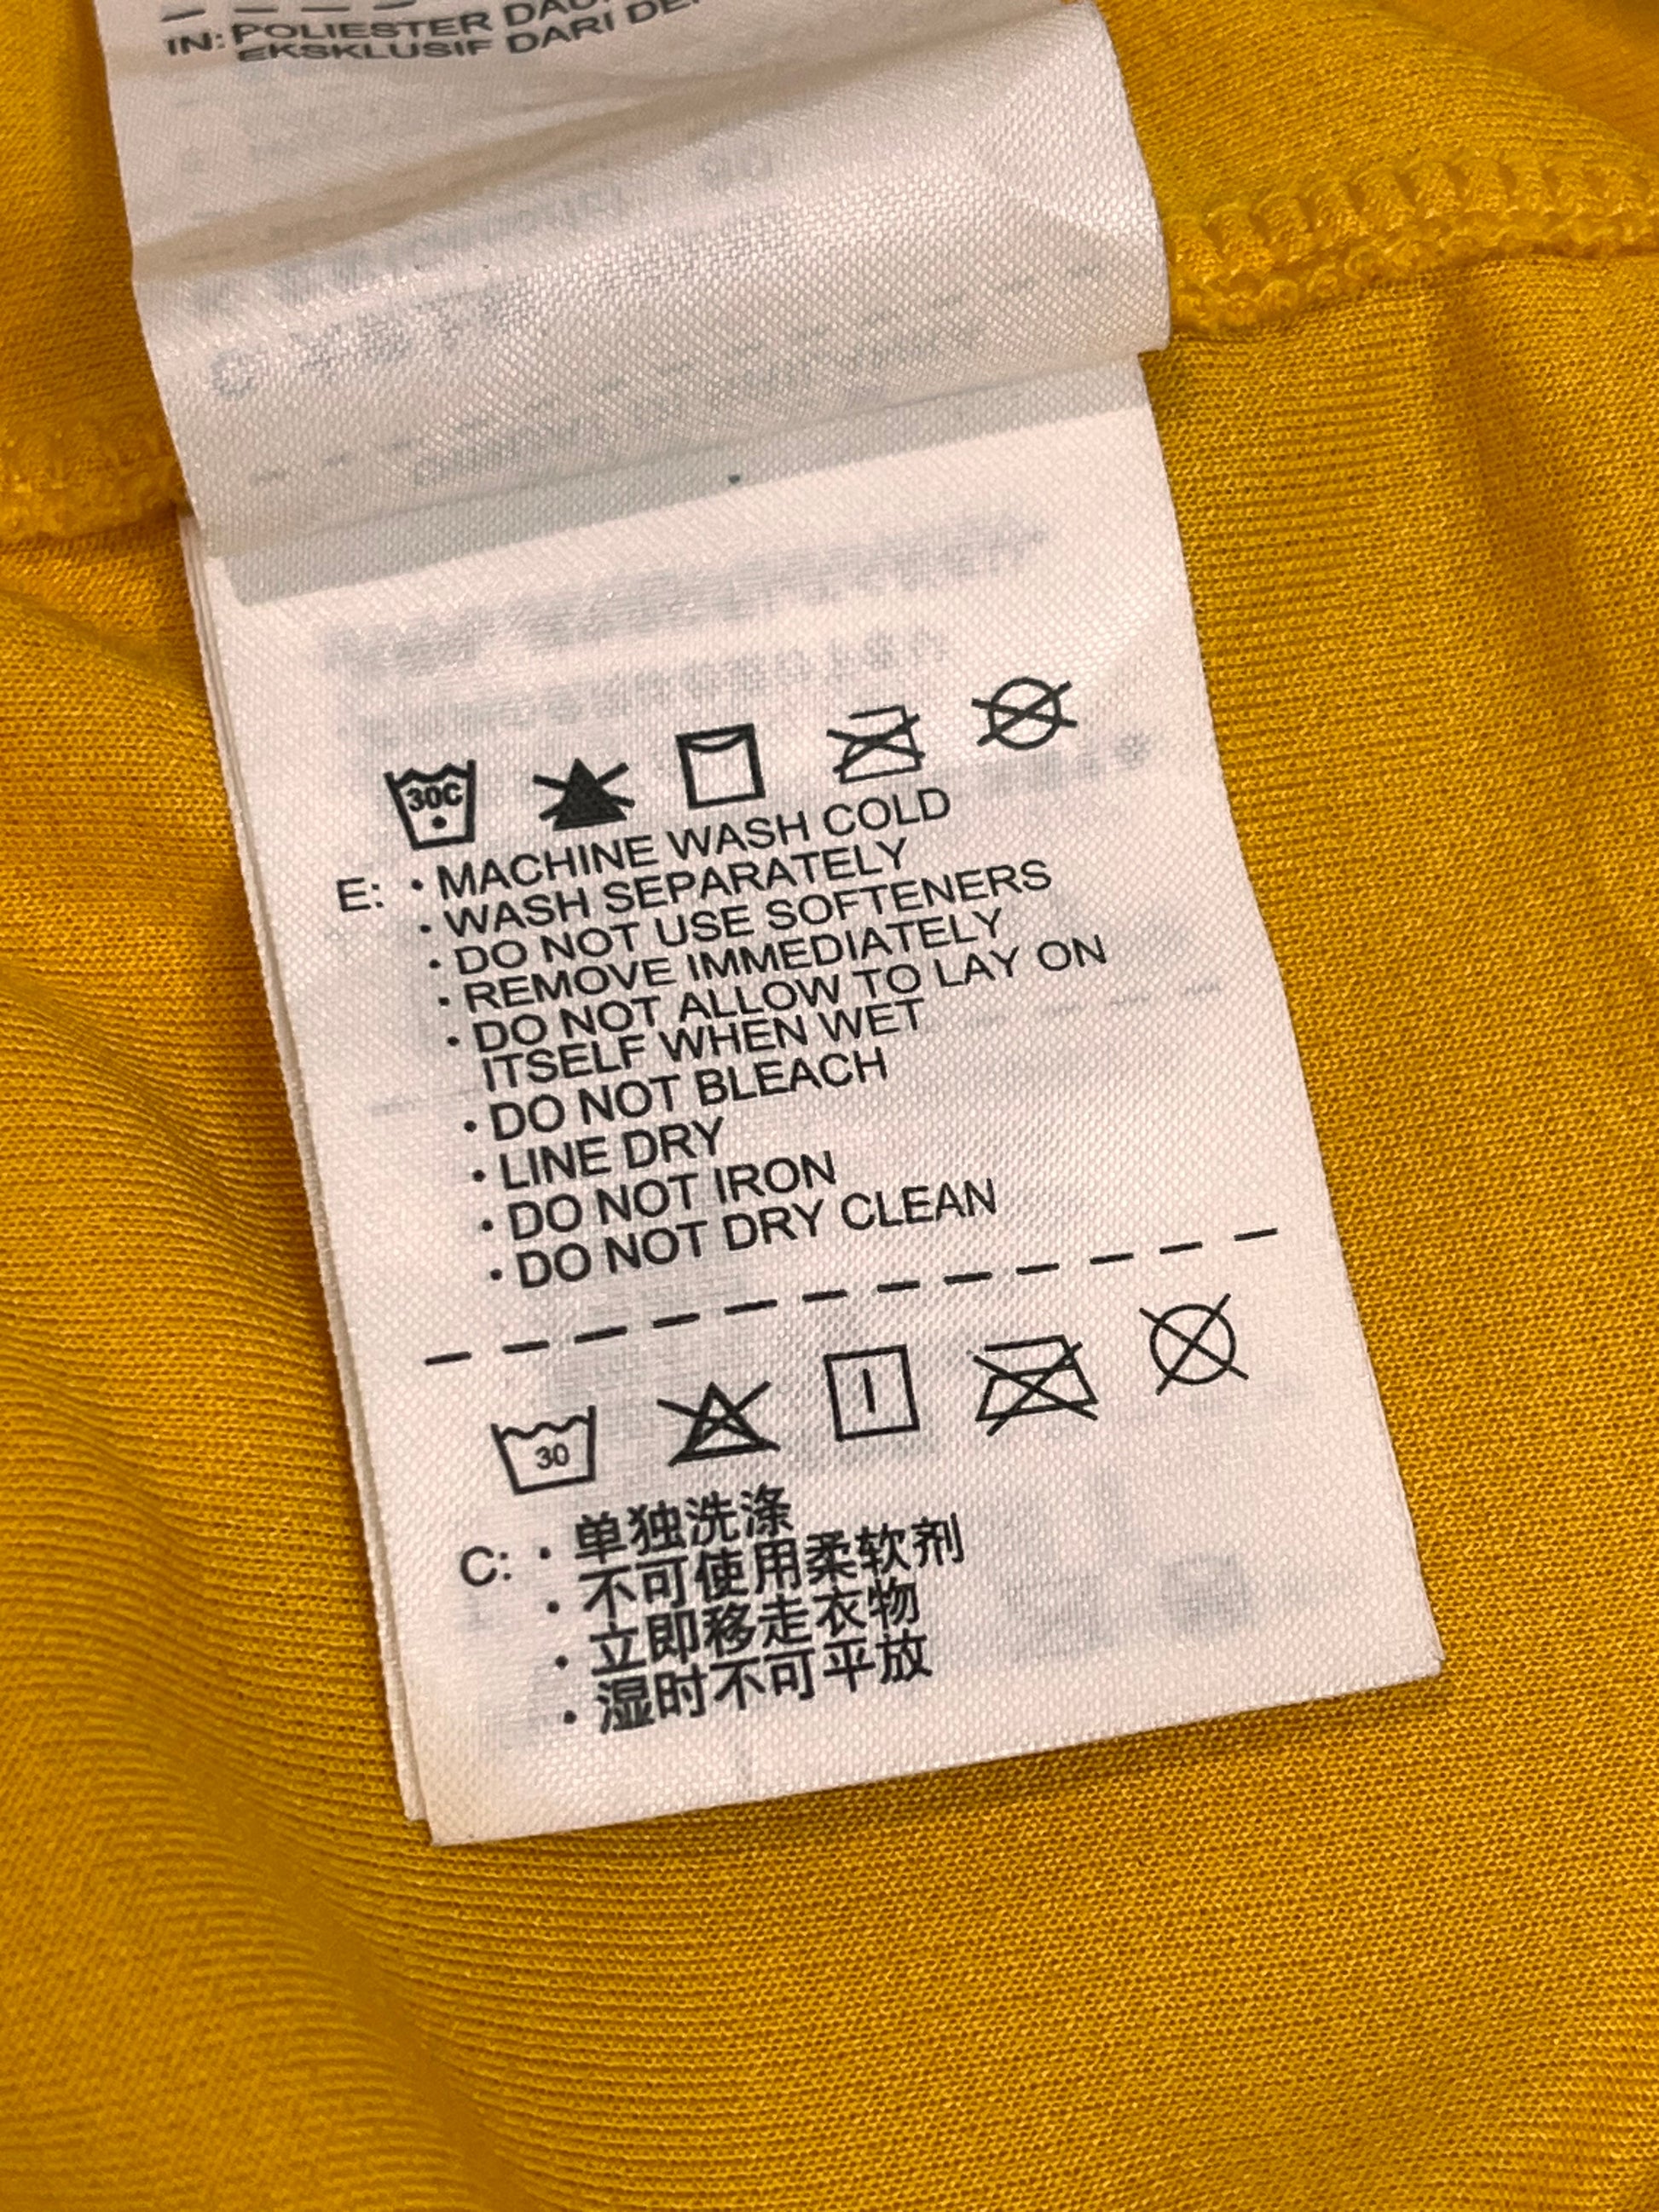 IN: POLIESTER
EKSKLUSIF DARI
30C
E: • MACHINE WASH COLD
• WASH SEPARATELY
• DO NOT USE SOFTENERS
• REMOVE IMMEDIATELY
• DO NOT ALLOW TO LAY ON
ITSELF WHEN WET
• DO NOT BLEACH
• LINE DRY
• DO NOT IRON
• DO NOT DRY CLEAN
30
C: • 单独洗涤
• 不可使用柔软剂
• 立即移走衣物
• 湿时不可平放